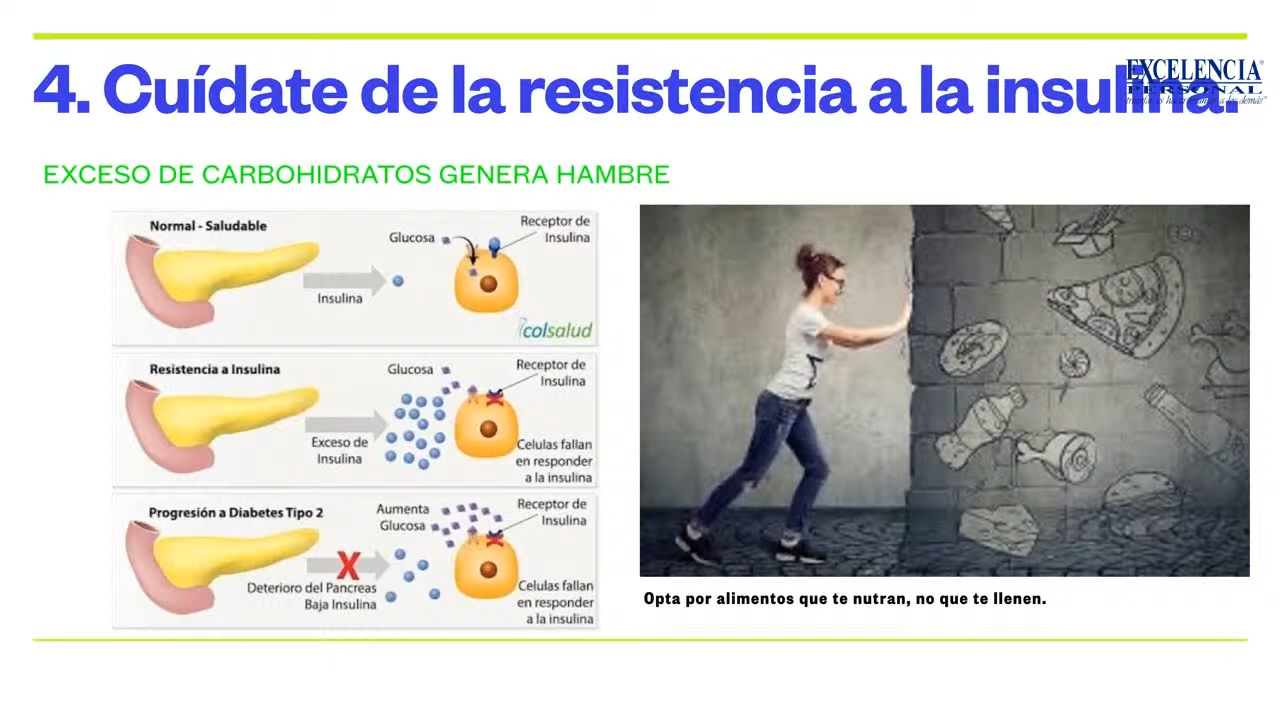 4. Cuídate de la resistencia a la insulina.
EXCELENCIA
PERSONAL
EXCESO DE CARBOHIDRATOS GENERA HAMBRE
Normal - Saludable
Glucosa
Receptor de
Insulina
Insulina
colsalud
Resistencia a Insulina
Glucosa
Receptor de
Insulina
Exceso de
Insulina
Celulas fallan
en responder
a la insulina
Progresión a Diabetes Tipo 2
Aumenta
Glucosa
Receptor de
Insulina
X
Deterioro del Pancreas
Baja Insulina
Celulas fallan
en responder
a la insulina
Opta por alimentos que te nutran, no que te llenen.